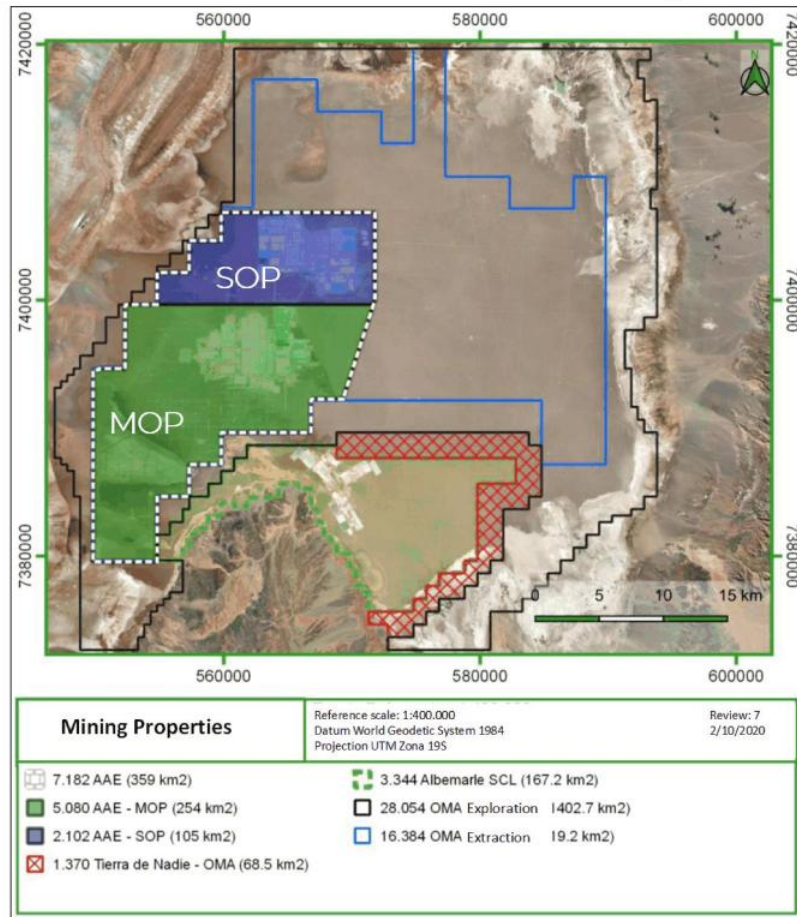 560000 580000 600000
7420000 7420000
N
SOP
7400000 7400000
MOP
7380000 7380000
0 5 10 15 km
560000 580000 600000
Mining Properties
Reference scale: 1:400.000
Datum World Geodetic System 1984
Projection UTM Zona 19S
Review: 7
2/10/2020
7.182 AAE (359 km2)
5.080 AAE - MOP (254 km2)
2.102 AAE - SOP (105 km2)
1.370 Tierra de Nadie - OMA (68.5 km2)
3.344 Albemarle SCL (167.2 km2)
28.054 OMA Exploration 1402.7 km2)
16.384 OMA Extraction 19.2 km2)